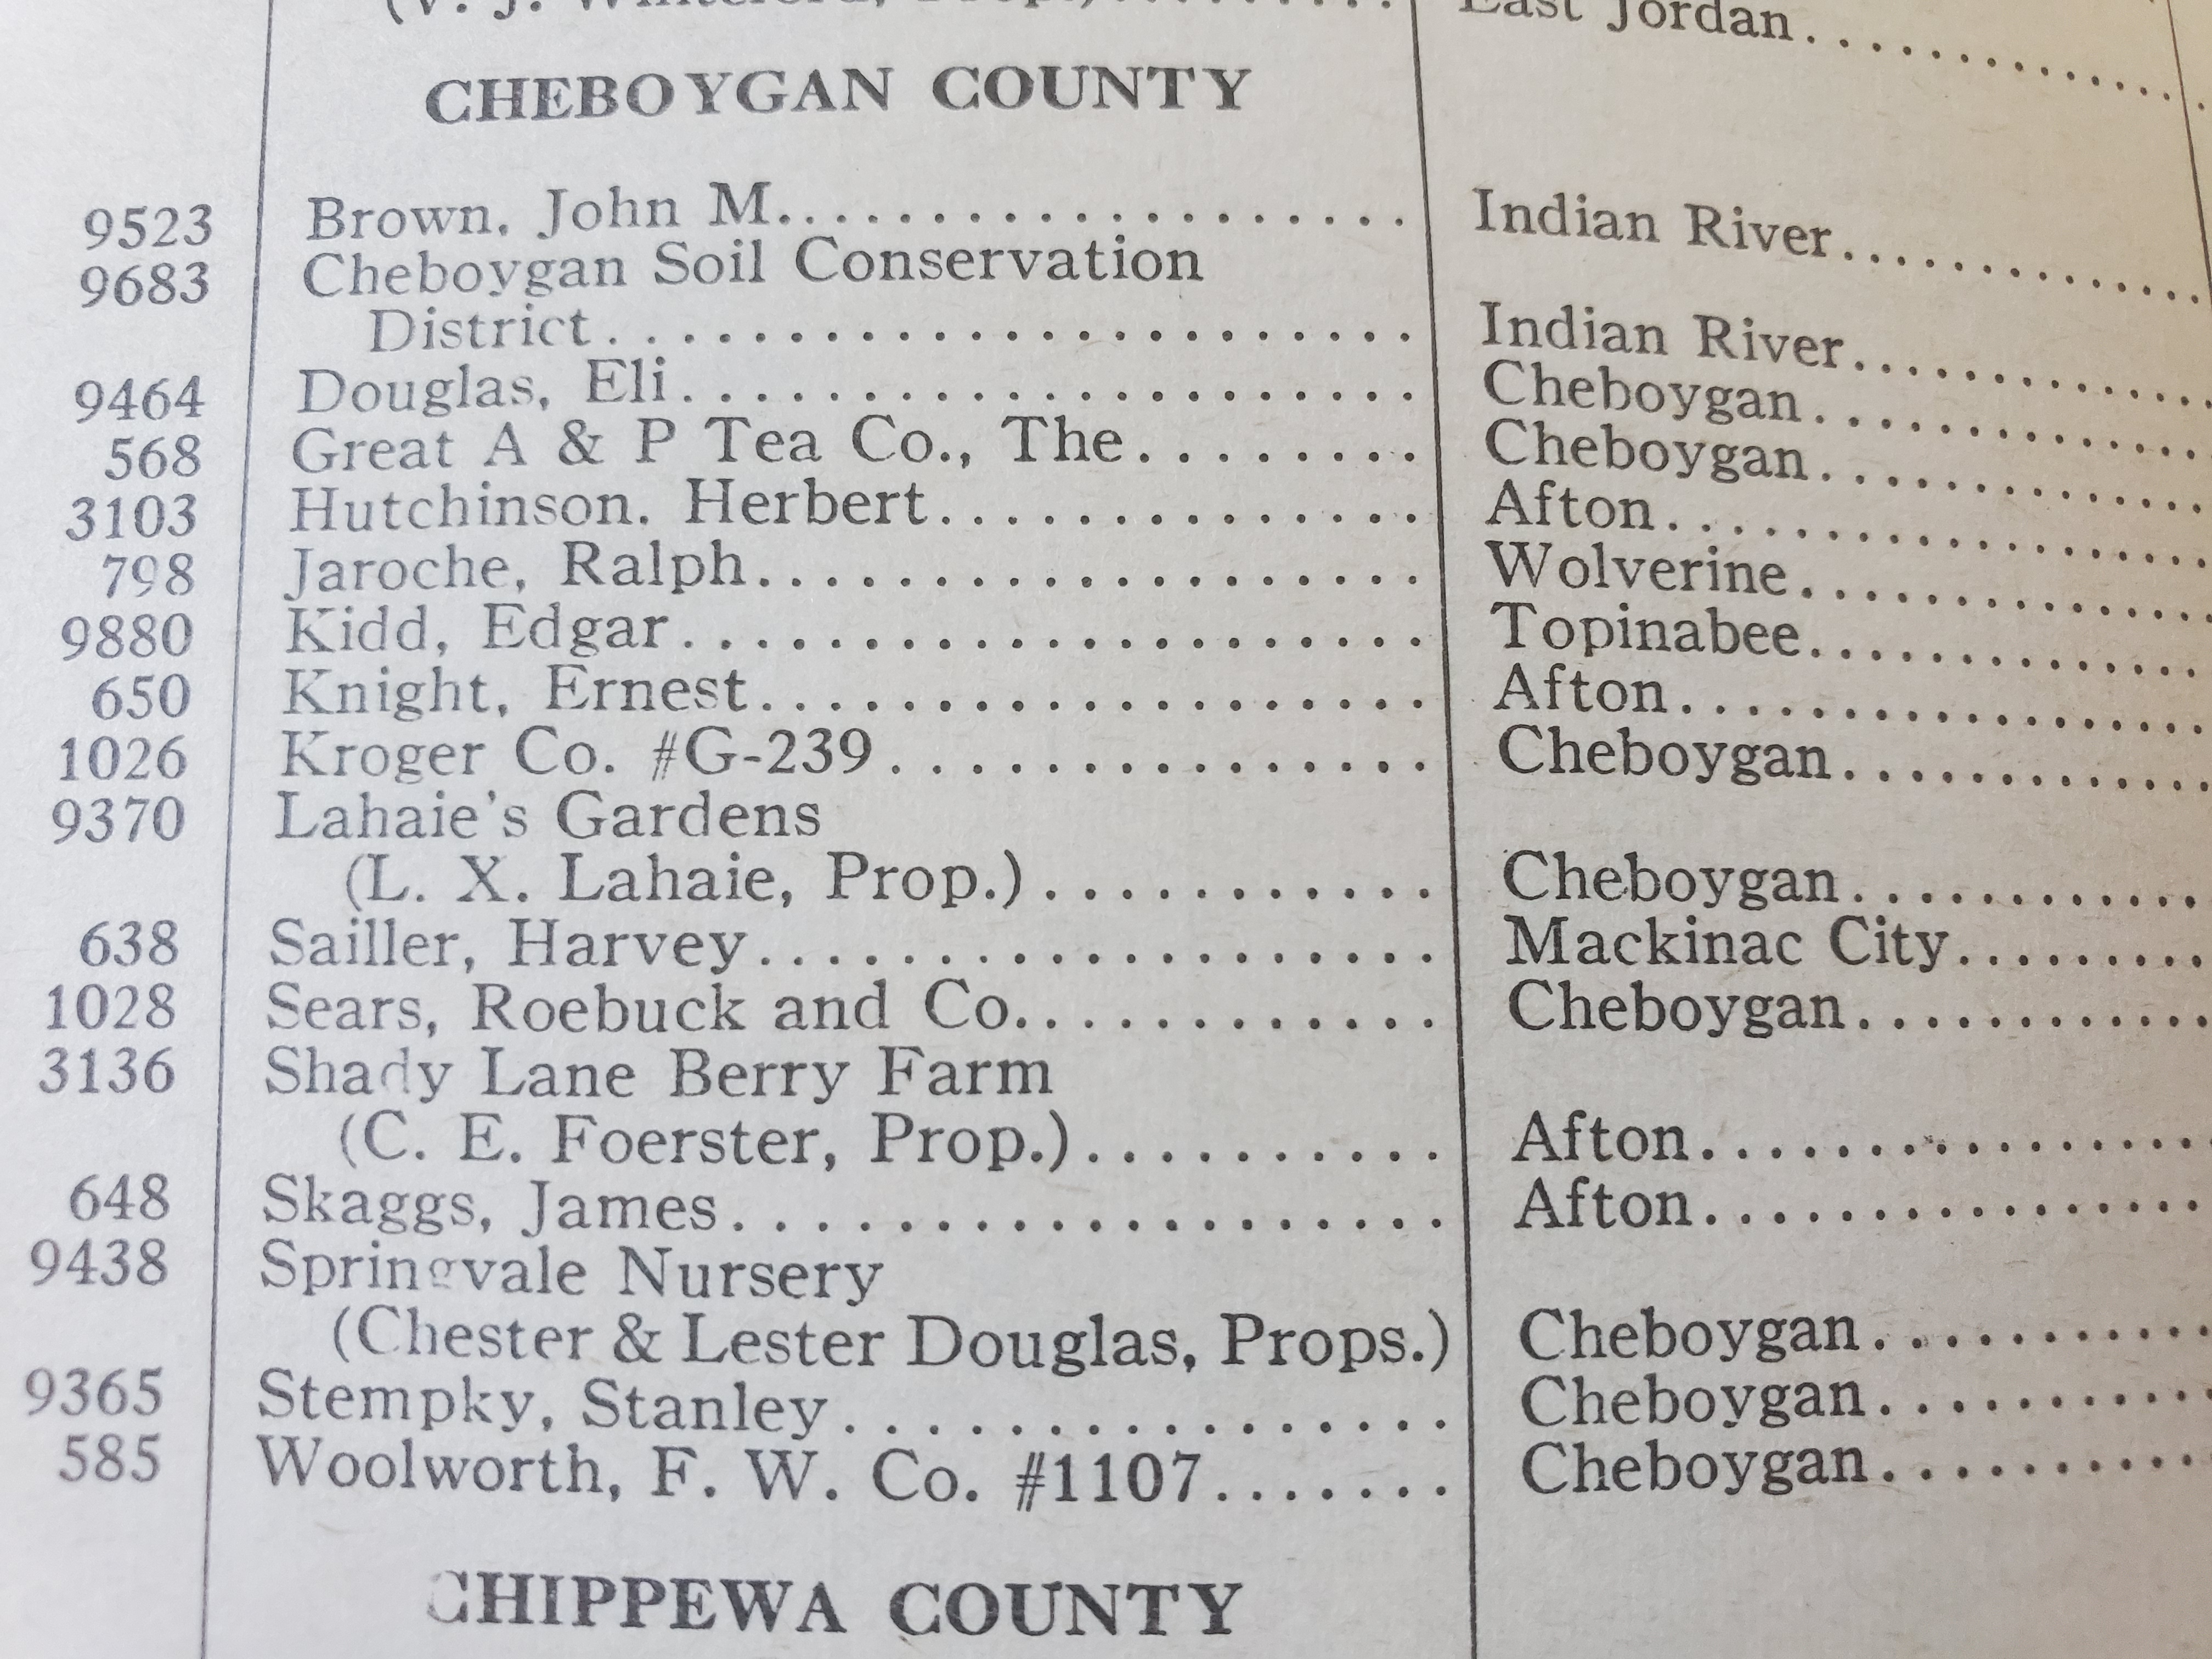 East Jordan
CHEBOYGAN COUNTY
9523 Brown, John M. Indian River
9683 Cheboygan Soil Conservation
District Indian River
9464 Douglas, Eli Cheboygan
568 Great A & P Tea Co., The Cheboygan
3103 Hutchinson. Herbert Afton
798 Jaroche, Ralph Wolverine
9880 Kidd, Edgar Topinabee
650 Knight, Ernest Afton
1026 Kroger Co. #G-239 Cheboygan
9370 Lahaie's Gardens
(L. X. Lahaie, Prop.) Cheboygan
638 Sailler, Harvey Mackinac City
1028 Sears, Roebuck and Co. Cheboygan
3136 Shady Lane Berry Farm
(C. E. Foerster, Prop.) Afton
648 Skaggs, James Afton
9438 Springvale Nursery
(Chester & Lester Douglas, Props.) Cheboygan
9365 Stempky, Stanley Cheboygan
585 Woolworth, F. W. Co. #1107 Cheboygan
CHIPPEWA COUNTY